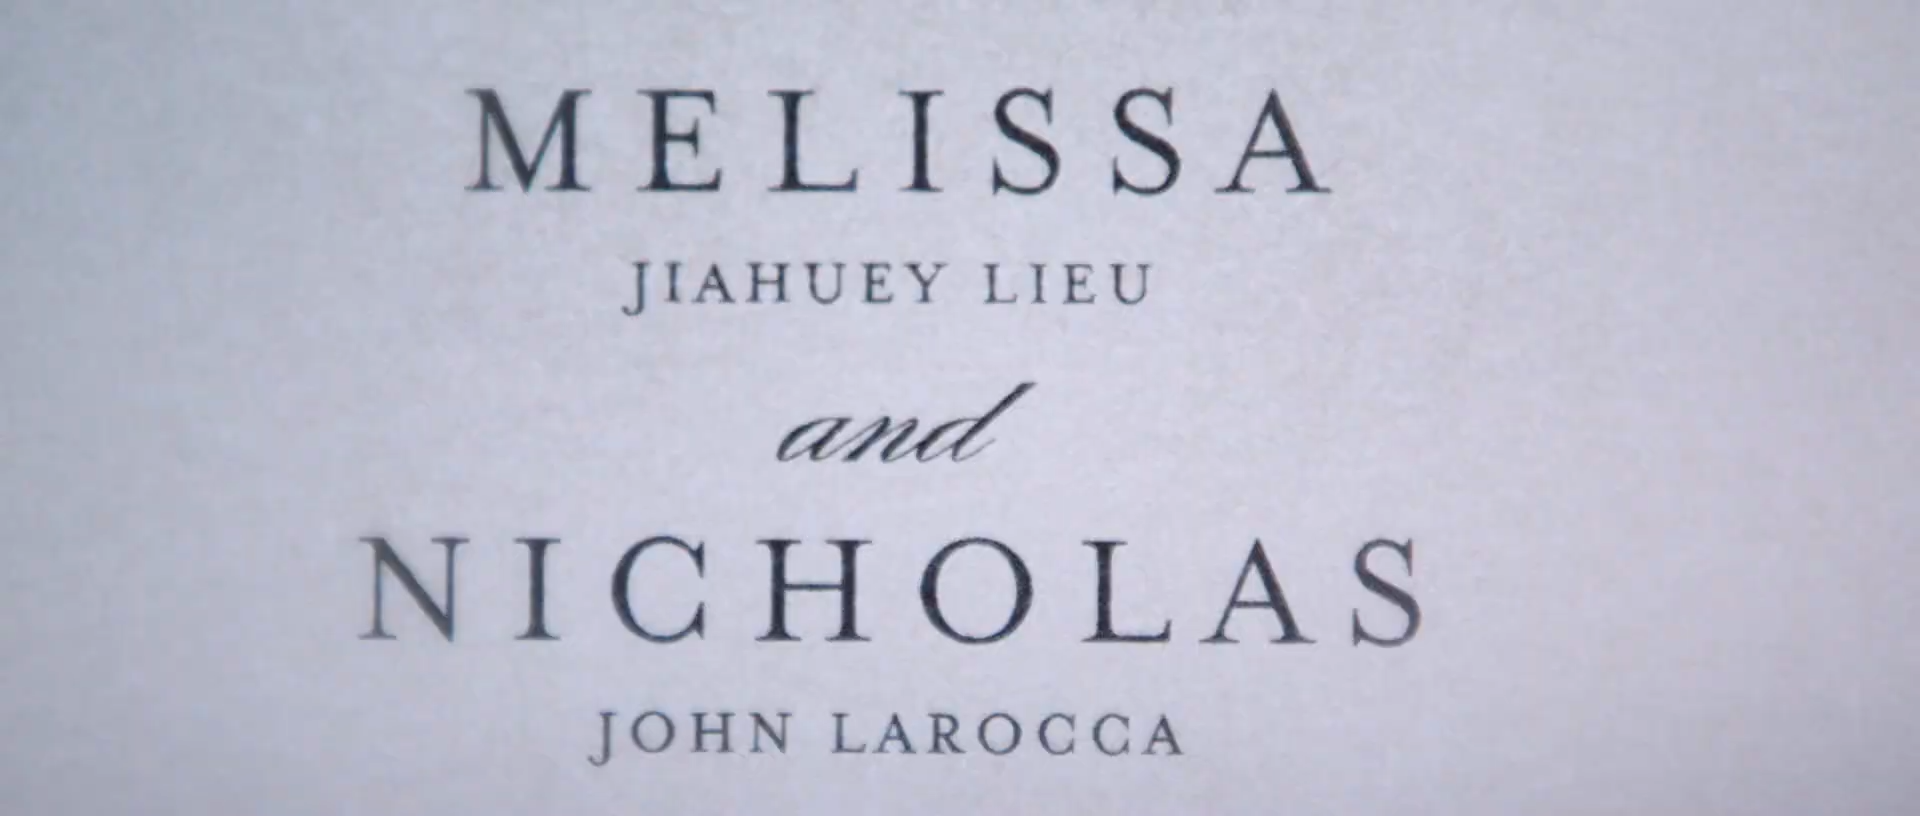 MELISSA
JIAHUEY LIEU
and
NICHOLAS
JOHN LAROCCA